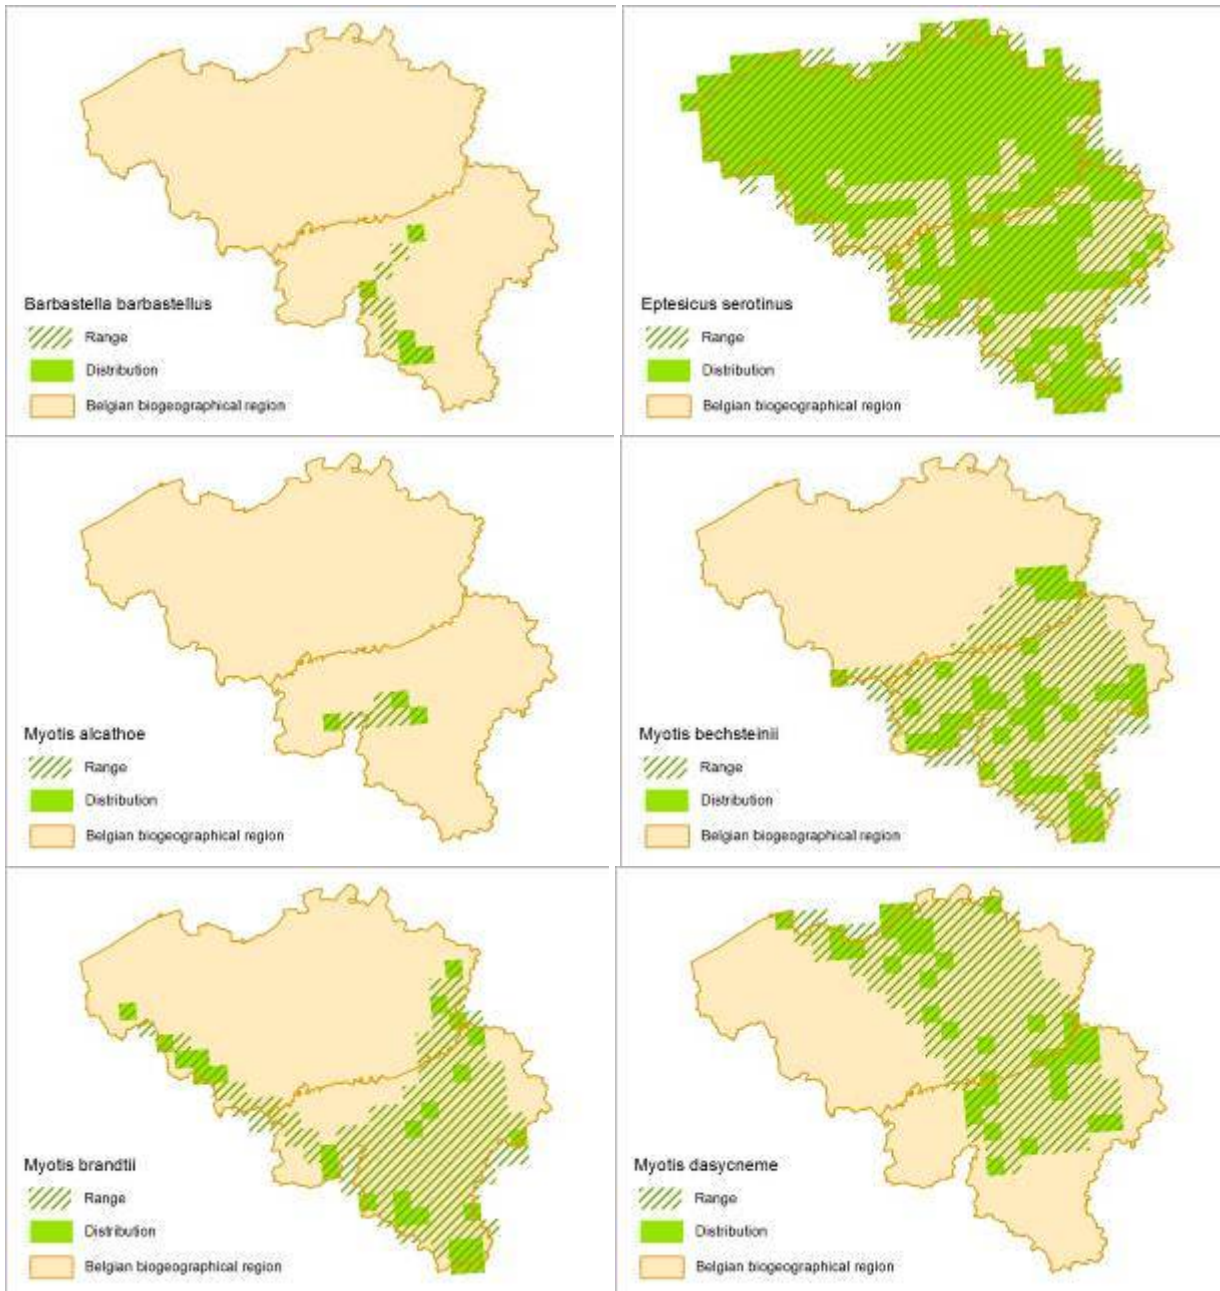 Barbastella barbastellus
Range
Distribution
Belgian biogeographical region
Eptesicus serotinus
Range
Distribution
Belgian biogeographical region
Myotis alcathoe
Range
Distribution
Belgian biogeographical region
Myotis bechsteinii
Range
Distribution
Belgian biogeographical region
Myotis brandtii
Range
Distribution
Belgian biogeographical region
Myotis dasycneme
Range
Distribution
Belgian biogeographical region